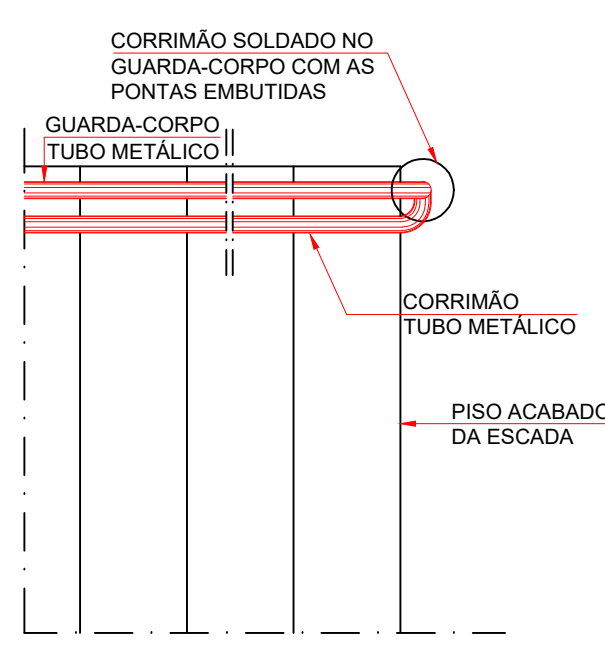 CORRIMÃO SOLDADO NO
GUARDA-CORPO COM AS
PONTAS EMBUTIDAS
GUARDA-CORPO
TUBO METÁLICO
CORRIMÃO
TUBO METÁLICO
PISO ACABADO
DA ESCADA